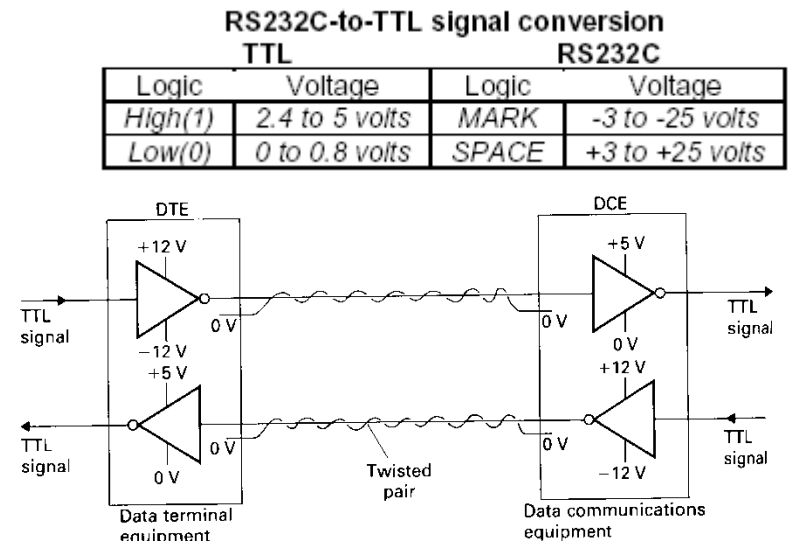 RS232C-to-TTL signal conversion
TTL RS232C
Logic Voltage Logic Voltage
High(1) 2.4 to 5 volts MARK -3 to -25 volts
Low(0) 0 to 0.8 volts SPACE +3 to +25 volts
DTE DCE
+12 V +5 V
TTL
signal
0 V 0 V
TTL
signal
−12 V 0 V
+5 V +12 V
TTL
signal
0 V 0 V
TTL
signal
0 V −12 V
Twisted
pair
Data terminal
equipment
Data communications
equipment